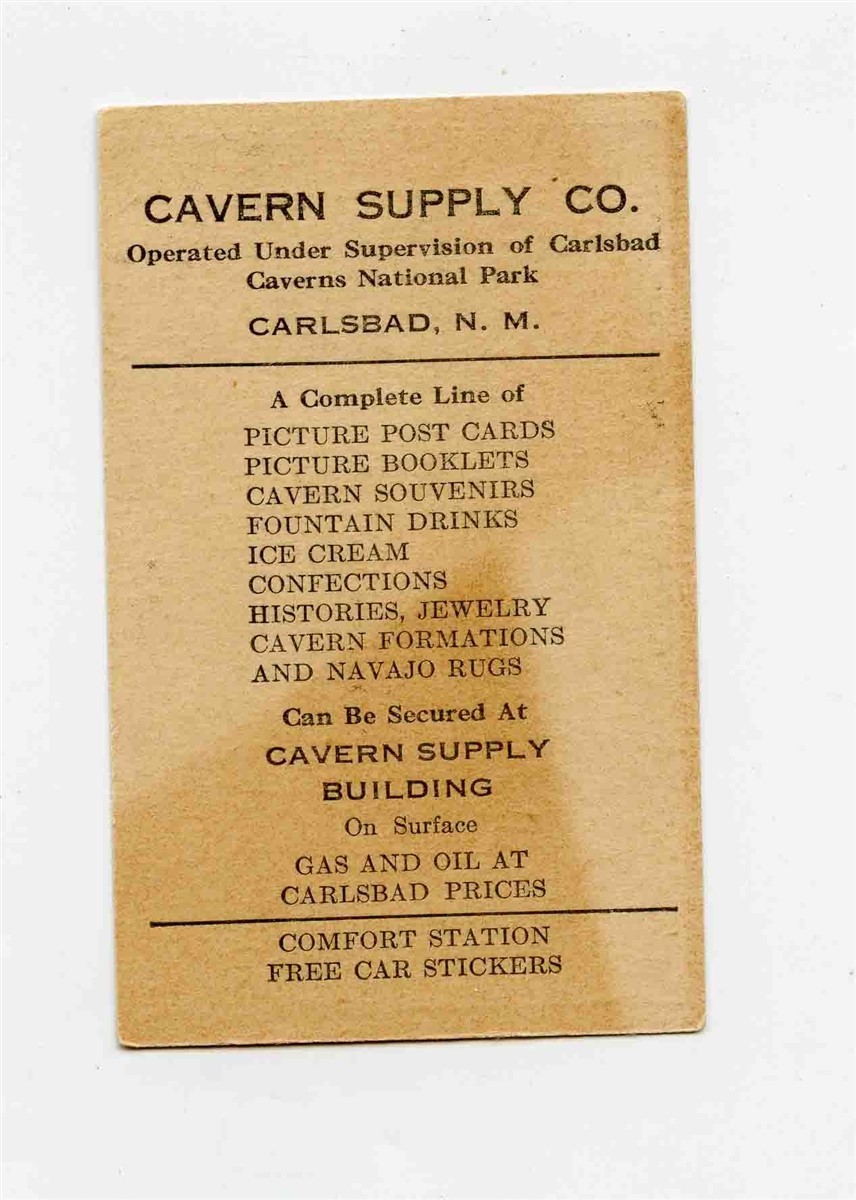 CAVERN SUPPLY CO.
Operated Under Supervision of Carlsbad
Caverns National Park
CARLSBAD, N. M.
A Complete Line of
PICTURE POST CARDS
PICTURE BOOKLETS
CAVERN SOUVENIRS
FOUNTAIN DRINKS
ICE CREAM
CONFECTIONS
HISTORIES, JEWELRY
CAVERN FORMATIONS
AND NAVAJO RUGS
Can Be Secured At
CAVERN SUPPLY
BUILDING
On Surface
GAS AND OIL AT
CARLSBAD PRICES
COMFORT STATION
FREE CAR STICKERS